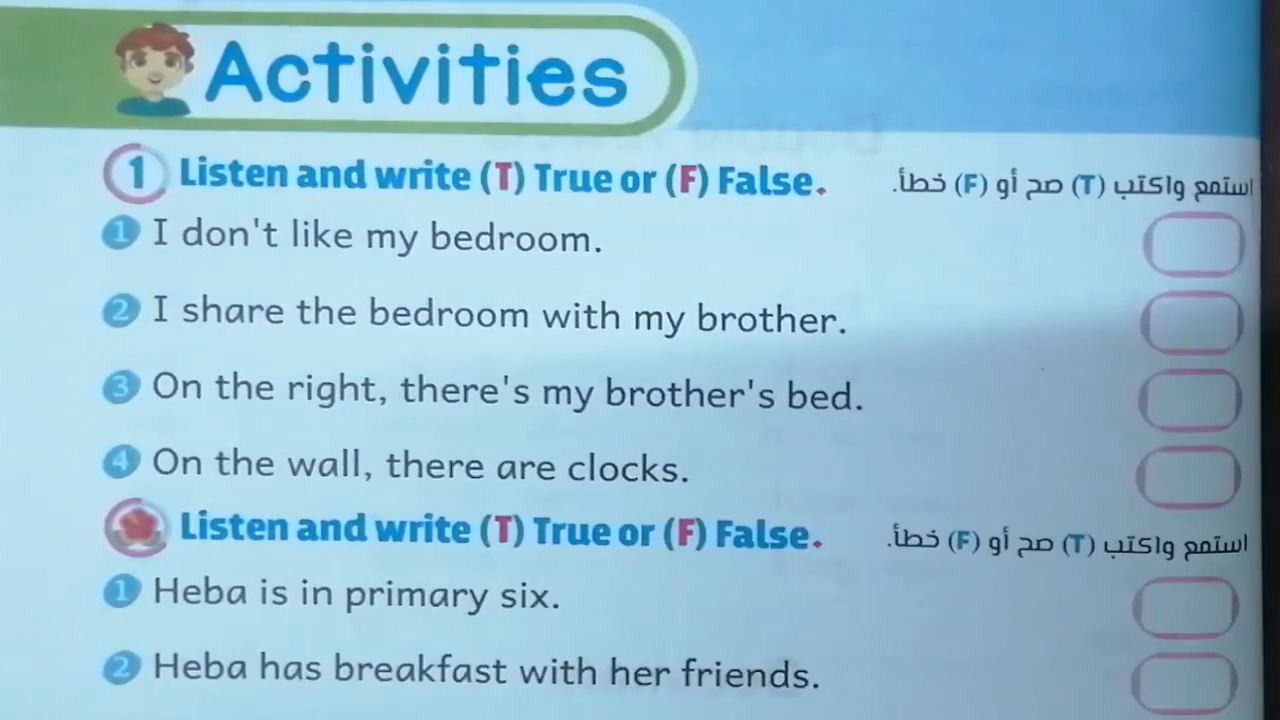 Activities
1 Listen and write (T) True or (F) False. استمع واكتب (T) صح أو (F) خطأ.
1 I don't like my bedroom.
2 I share the bedroom with my brother.
3 On the right, there's my brother's bed.
4 On the wall, there are clocks.
Listen and write (T) True or (F) False. استمع واكتب (T) صح أو (F) خطأ.
1 Heba is in primary six.
2 Heba has breakfast with her friends.